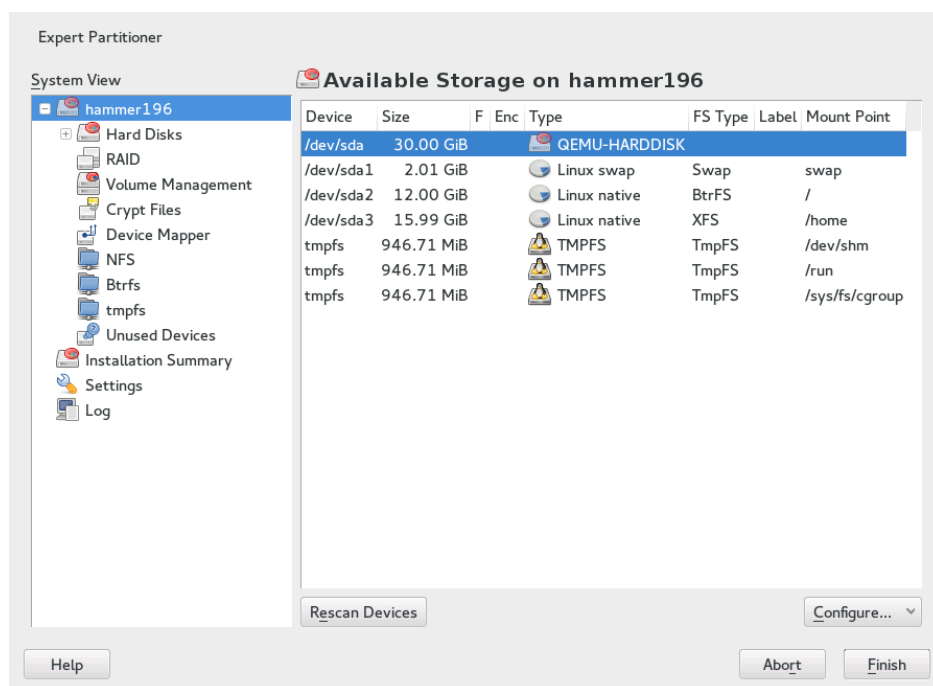 Expert Partitioner
System View
hammer196
Hard Disks
RAID
Volume Management
Crypt Files
Device Mapper
NFS
Btrfs
tmpfs
Unused Devices
Installation Summary
Settings
Log
Available Storage on hammer196
Device Size F Enc Type FS Type Label Mount Point
/dev/sda 30.00 GiB QEMU-HARDDISK
/dev/sda1 2.01 GiB Linux swap Swap swap
/dev/sda2 12.00 GiB Linux native BtrFS /
/dev/sda3 15.99 GiB Linux native XFS /home
tmpfs 946.71 MiB TMPFS TmpFS /dev/shm
tmpfs 946.71 MiB TMPFS TmpFS /run
tmpfs 946.71 MiB TMPFS TmpFS /sys/fs/cgroup
Rescan Devices Configure...
Help Abort Finish